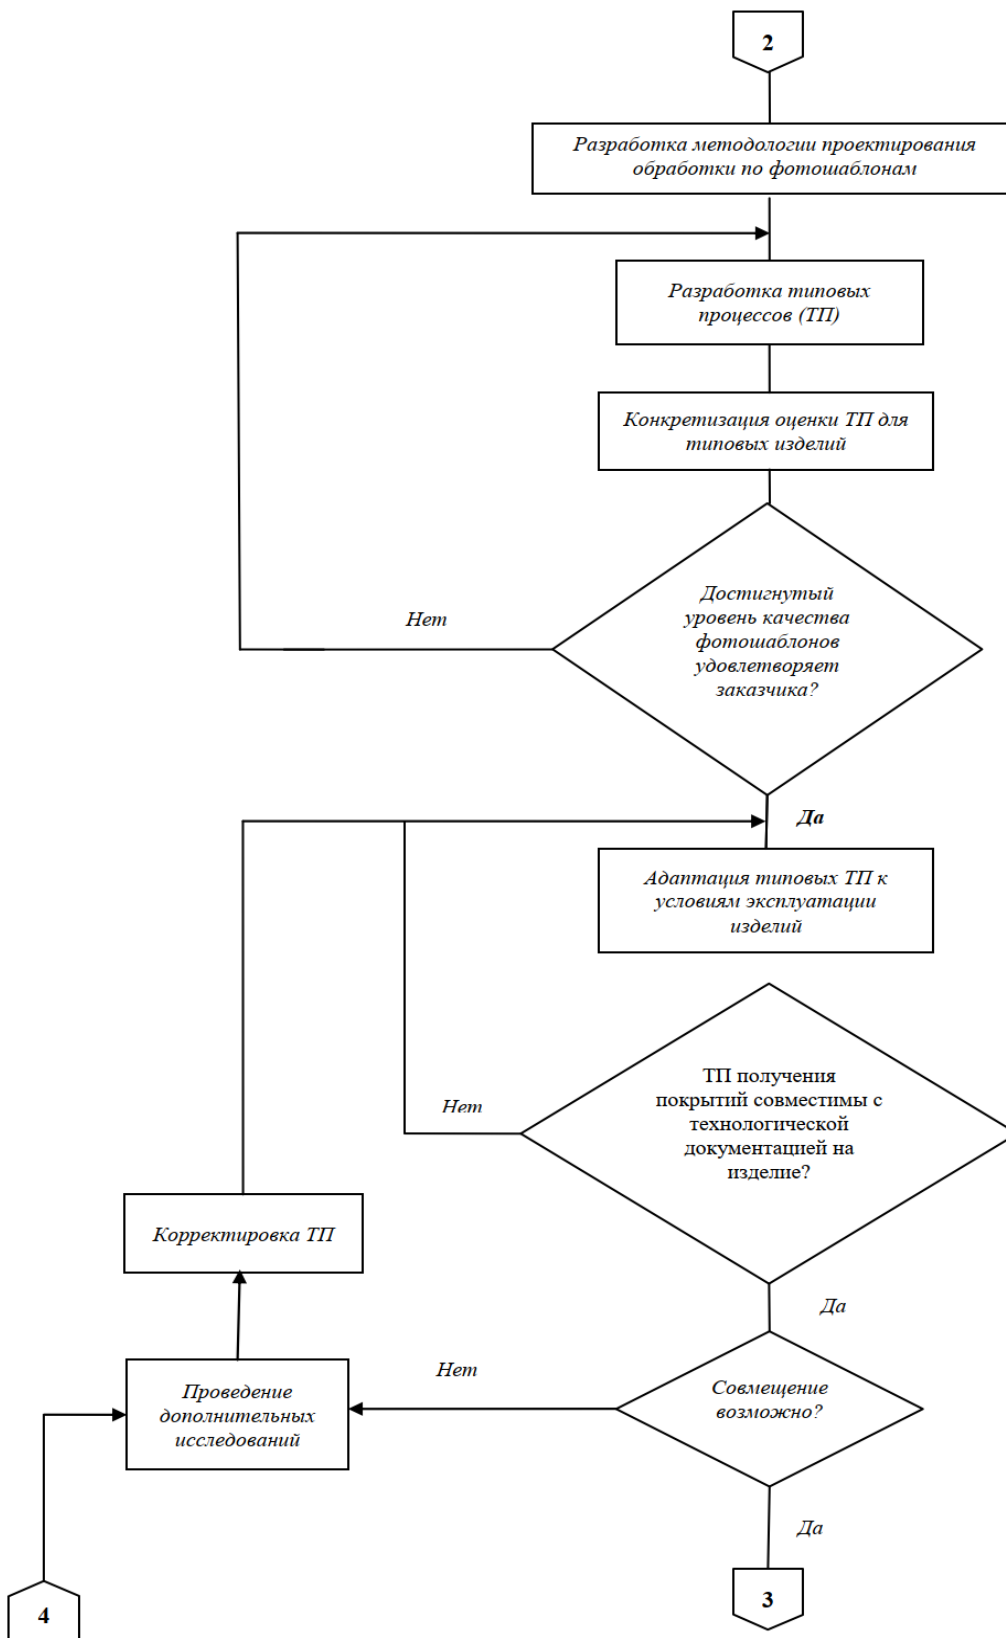 2
Разработка методологии проектирования
обработки по фотошаблонам
Разработка типовых
процессов (ТП)
Конкретизация оценки ТП для
типовых изделий
Достигнутый
уровень качества
фотошаблонов
удовлетворяет
заказчика?
Нет
Да
Адаптация типовых ТП к
условиям эксплуатации
изделий
ТП получения
покрытий совместимы с
технологической
документацией на
изделие?
Нет
Корректировка ТП
Да
Нет
Совмещение
возможно?
Проведение
дополнительных
исследований
Да
3
4